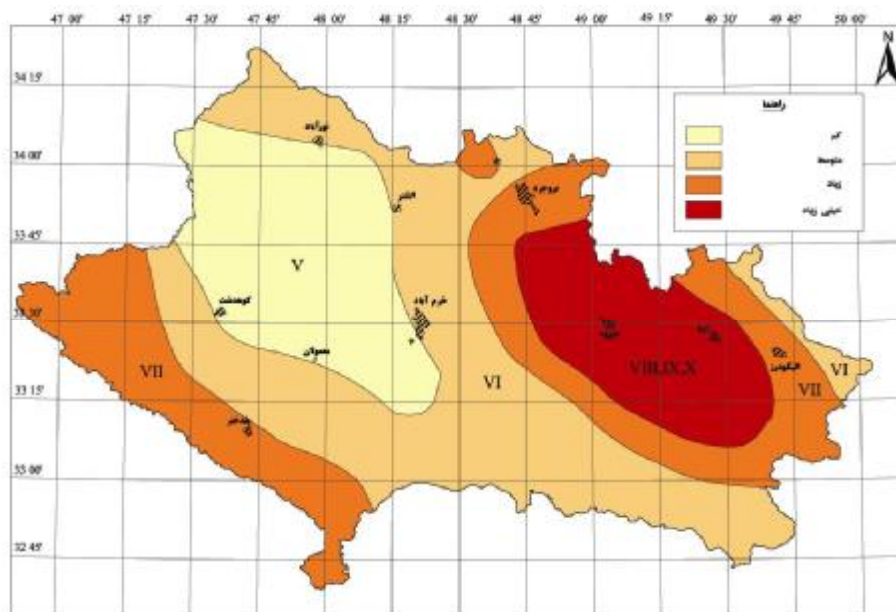 47 00 47 15' 47 30' 47 45' 48 00' 48 15' 48 30' 48 45' 49 00' 49 15' 49 30' 49 45' 50 00'
N
34 15'
راهنما
کم
متوسط
زیاد
خیلی زیاد
نورآباد
34 00'
بروجرد
الشتر
33 45'
V
کوهدشت
خرم آباد
33 30'
معمولان
الیگودرز
VII
VI
VIII,IX,X
VII
VI
33 15'
پلدختر
33 00'
32 45'